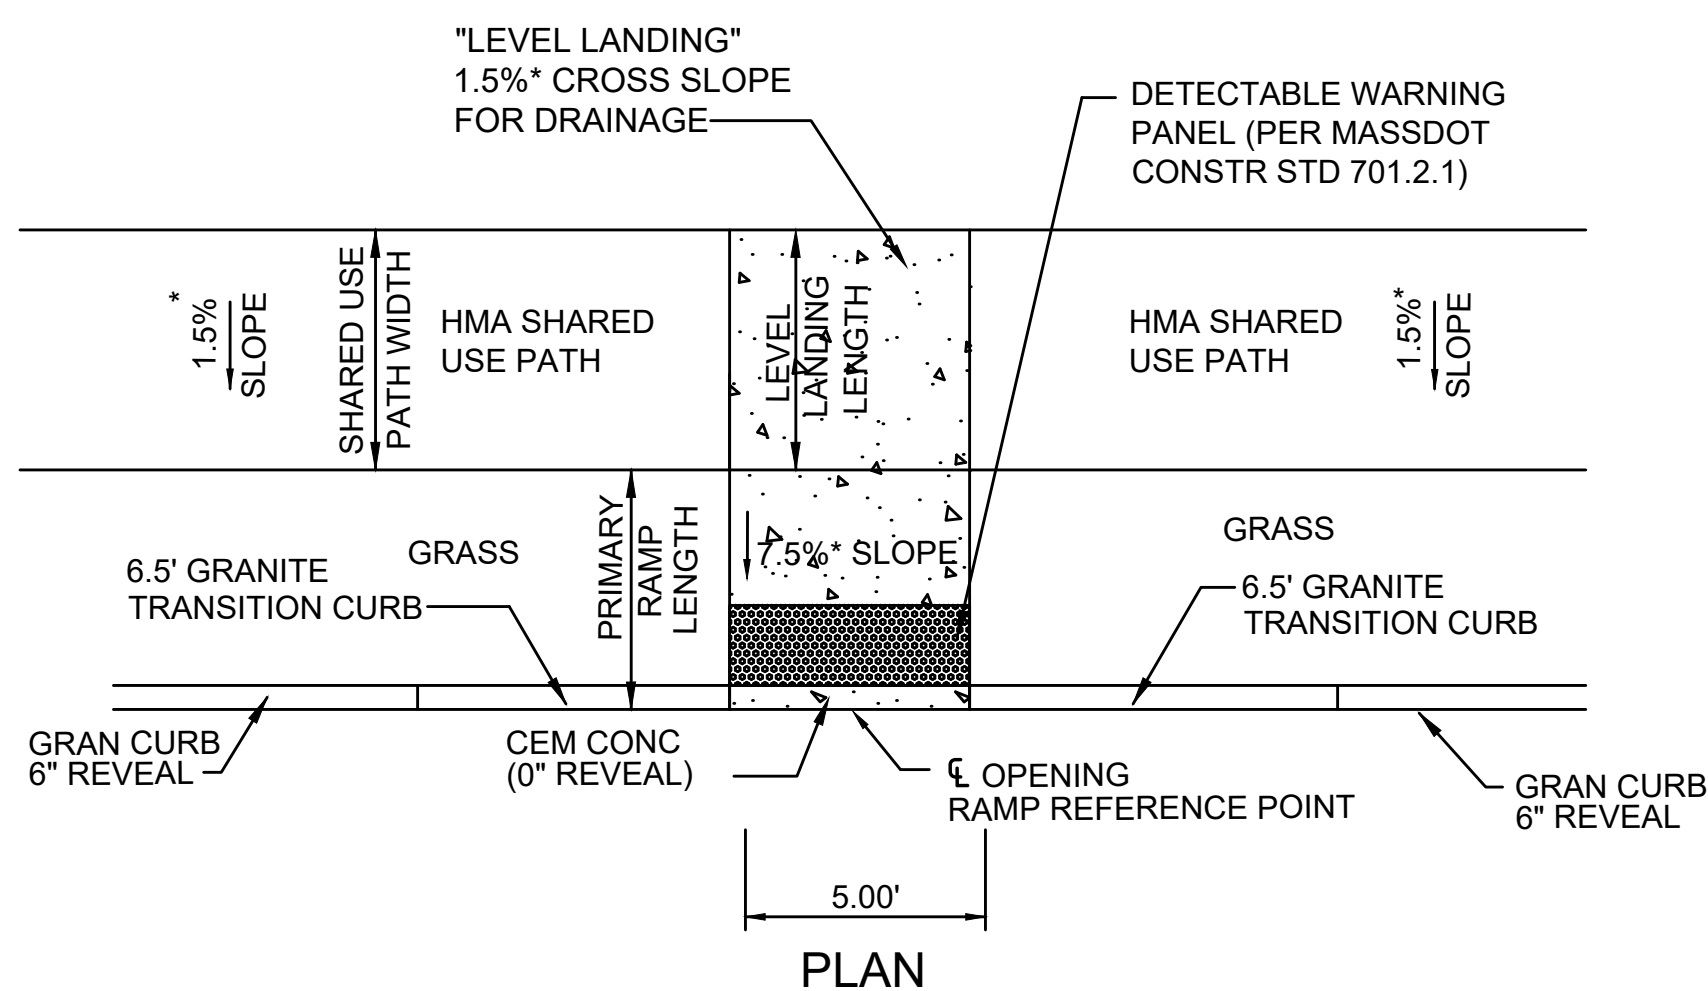 "LEVEL LANDING"
1.5%* CROSS SLOPE
FOR DRAINAGE
DETECTABLE WARNING
PANEL (PER MASSDOT
CONSTR STD 701.2.1)
1.5%*
SLOPE
SHARED USE
PATH WIDTH
HMA SHARED
USE PATH
LEVEL
LANDING
LENGTH
HMA SHARED
USE PATH
1.5%*
SLOPE
PRIMARY
RAMP
LENGTH
GRASS
6.5' GRANITE
TRANSITION CURB
7.5%* SLOPE
GRASS
6.5' GRANITE
TRANSITION CURB
GRAN CURB
6" REVEAL
CEM CONC
(0" REVEAL)
℄ OPENING
RAMP REFERENCE POINT
GRAN CURB
6" REVEAL
5.00'
PLAN